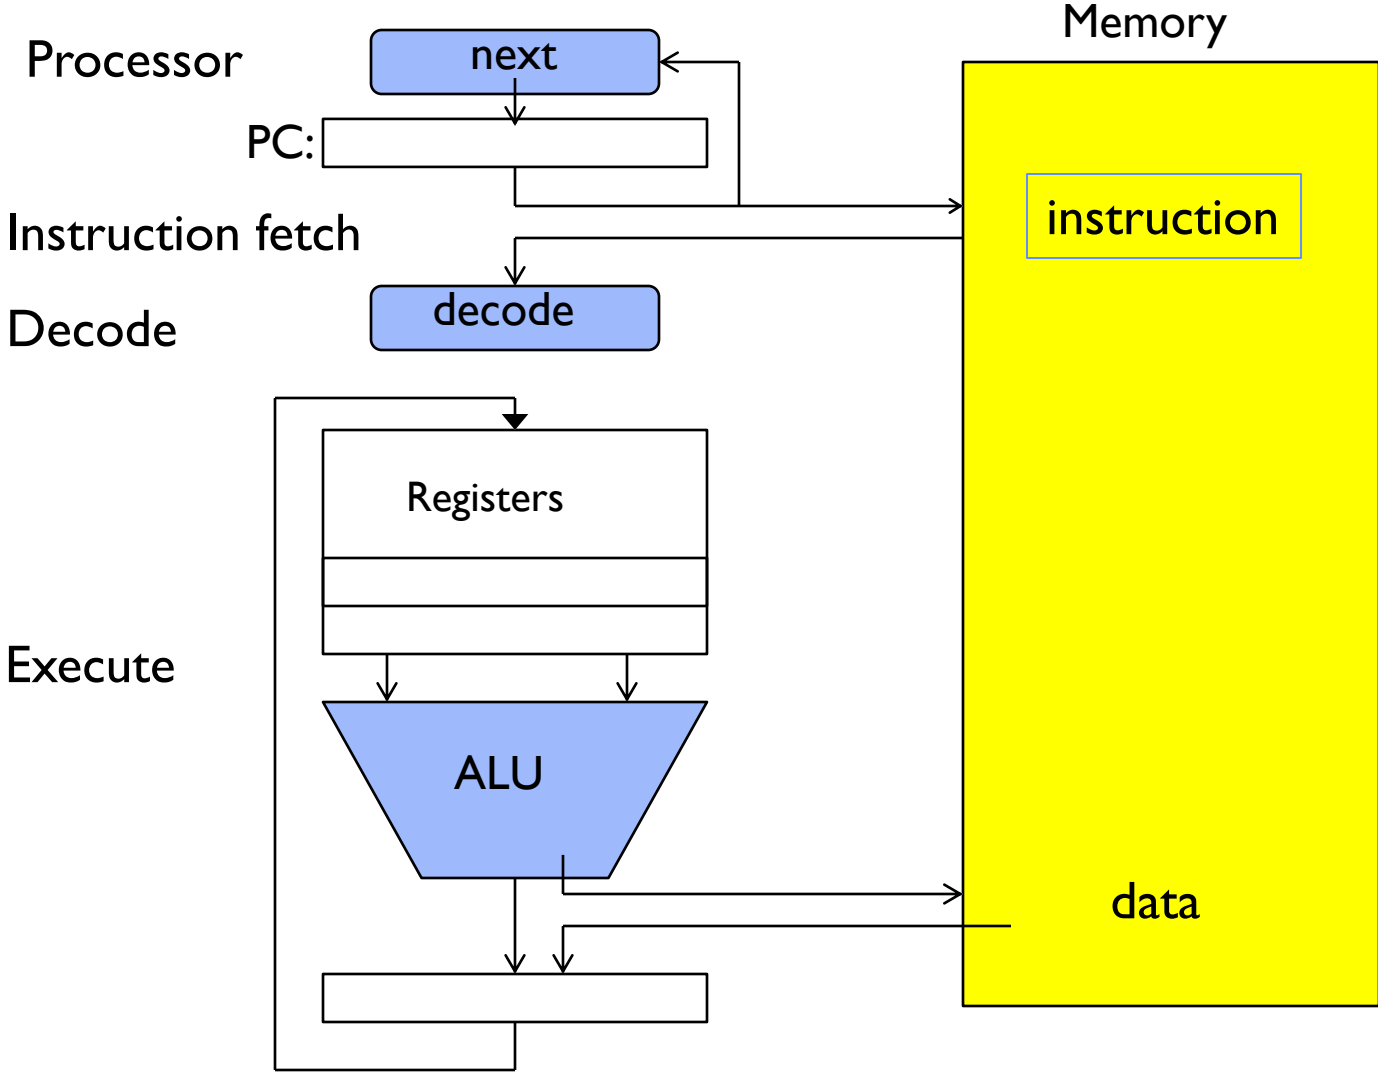 Memory
Processor
next
PC:
Instruction fetch
instruction
Decode
decode
Registers
Execute
ALU
data